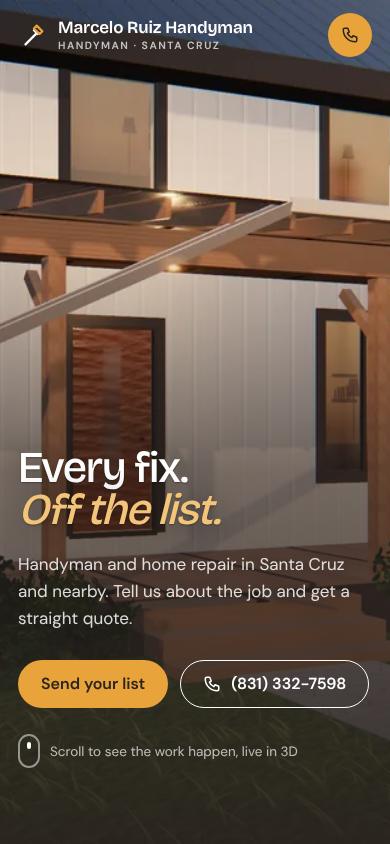 Marcelo Ruiz Handyman
HANDYMAN · SANTA CRUZ
Every fix.
Off the list.
Handyman and home repair in Santa Cruz
and nearby. Tell us about the job and get a
straight quote.
Send your list
(831) 332-7598
Scroll to see the work happen, live in 3D